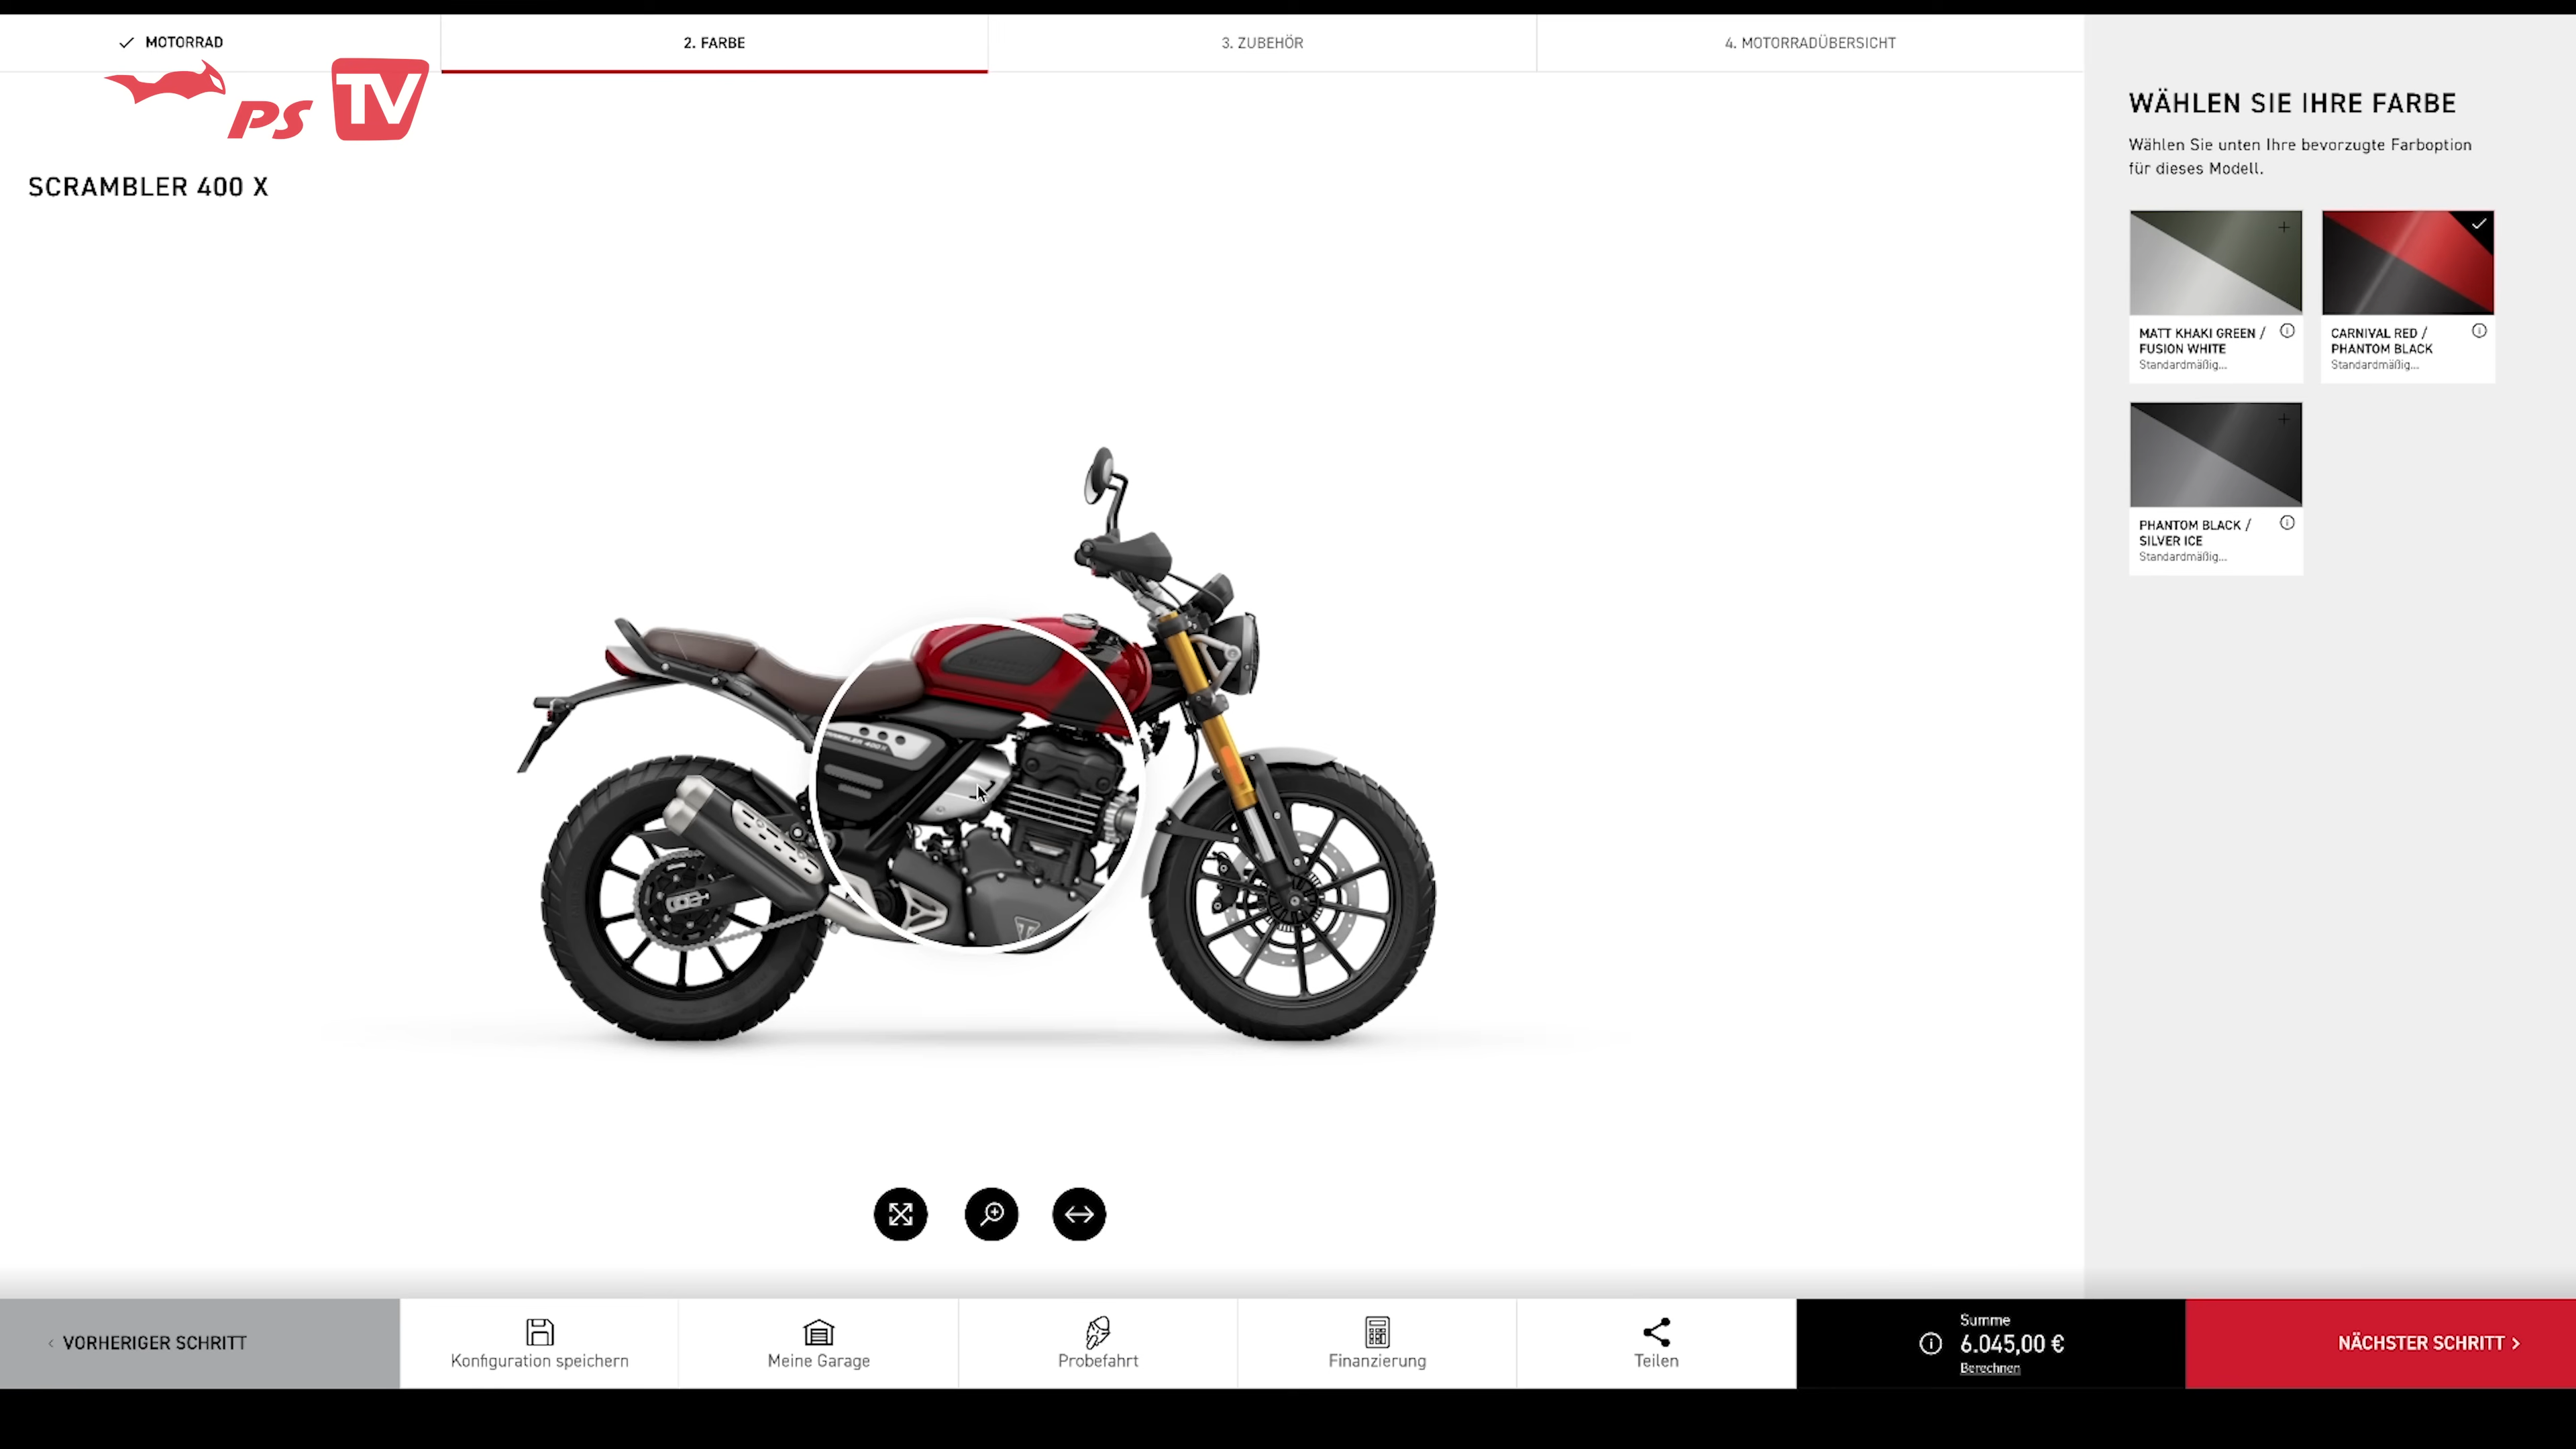 MOTORRAD
2. FARBE
3. ZUBEHÖR
4. MOTORRADÜBERSICHT
PS TV
SCRAMBLER 400 X
WÄHLEN SIE IHRE FARBE
Wählen Sie unten Ihre bevorzugte Farboption
für dieses Modell.
MATT KHAKI GREEN /
FUSION WHITE
Standardmäßig...
CARNIVAL RED /
PHANTOM BLACK
Standardmäßig...
PHANTOM BLACK /
SILVER ICE
Standardmäßig...
VORHERIGER SCHRITT
Konfiguration speichern
Meine Garage
Probefahrt
Finanzierung
Teilen
Summe
6.045,00 €
Berechnen
NÄCHSTER SCHRITT